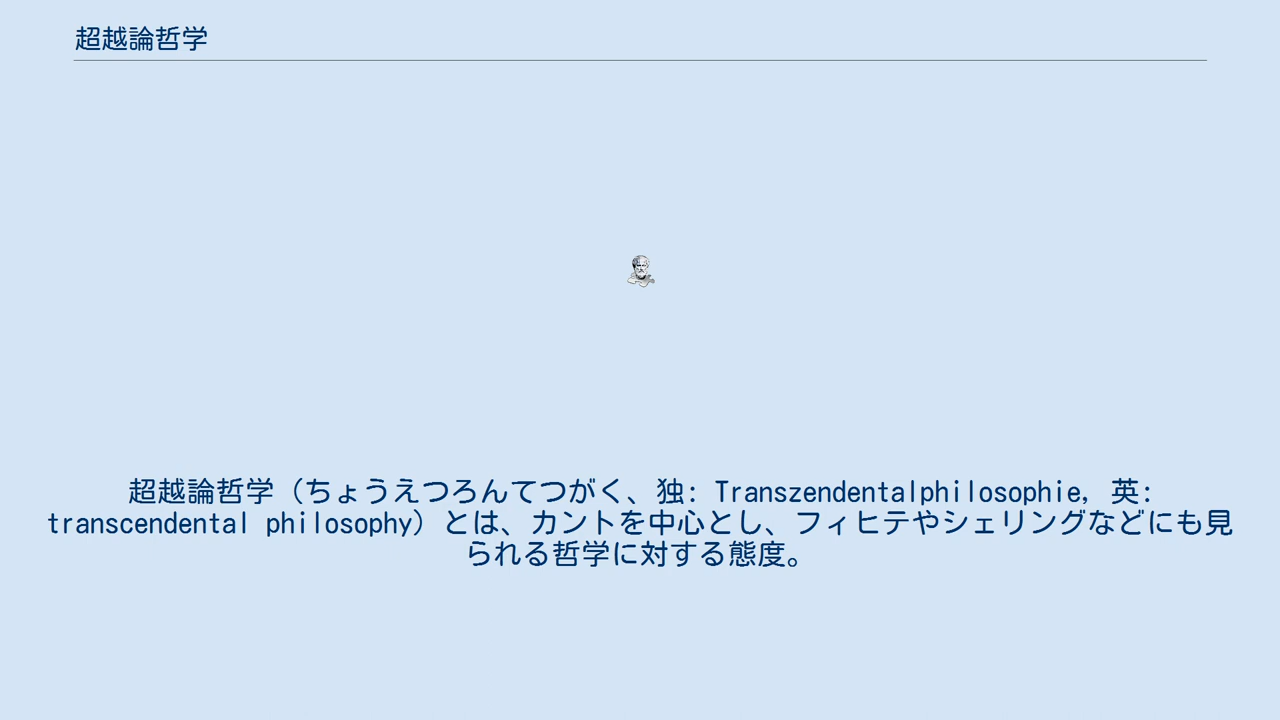 超越論哲学
超越論哲学（ちょうえつろんてつがく、独: Transzendentalphilosophie, 英:
transcendental philosophy）とは、カントを中心とし、フィヒテやシェリングなどにも見
られる哲学に対する態度。